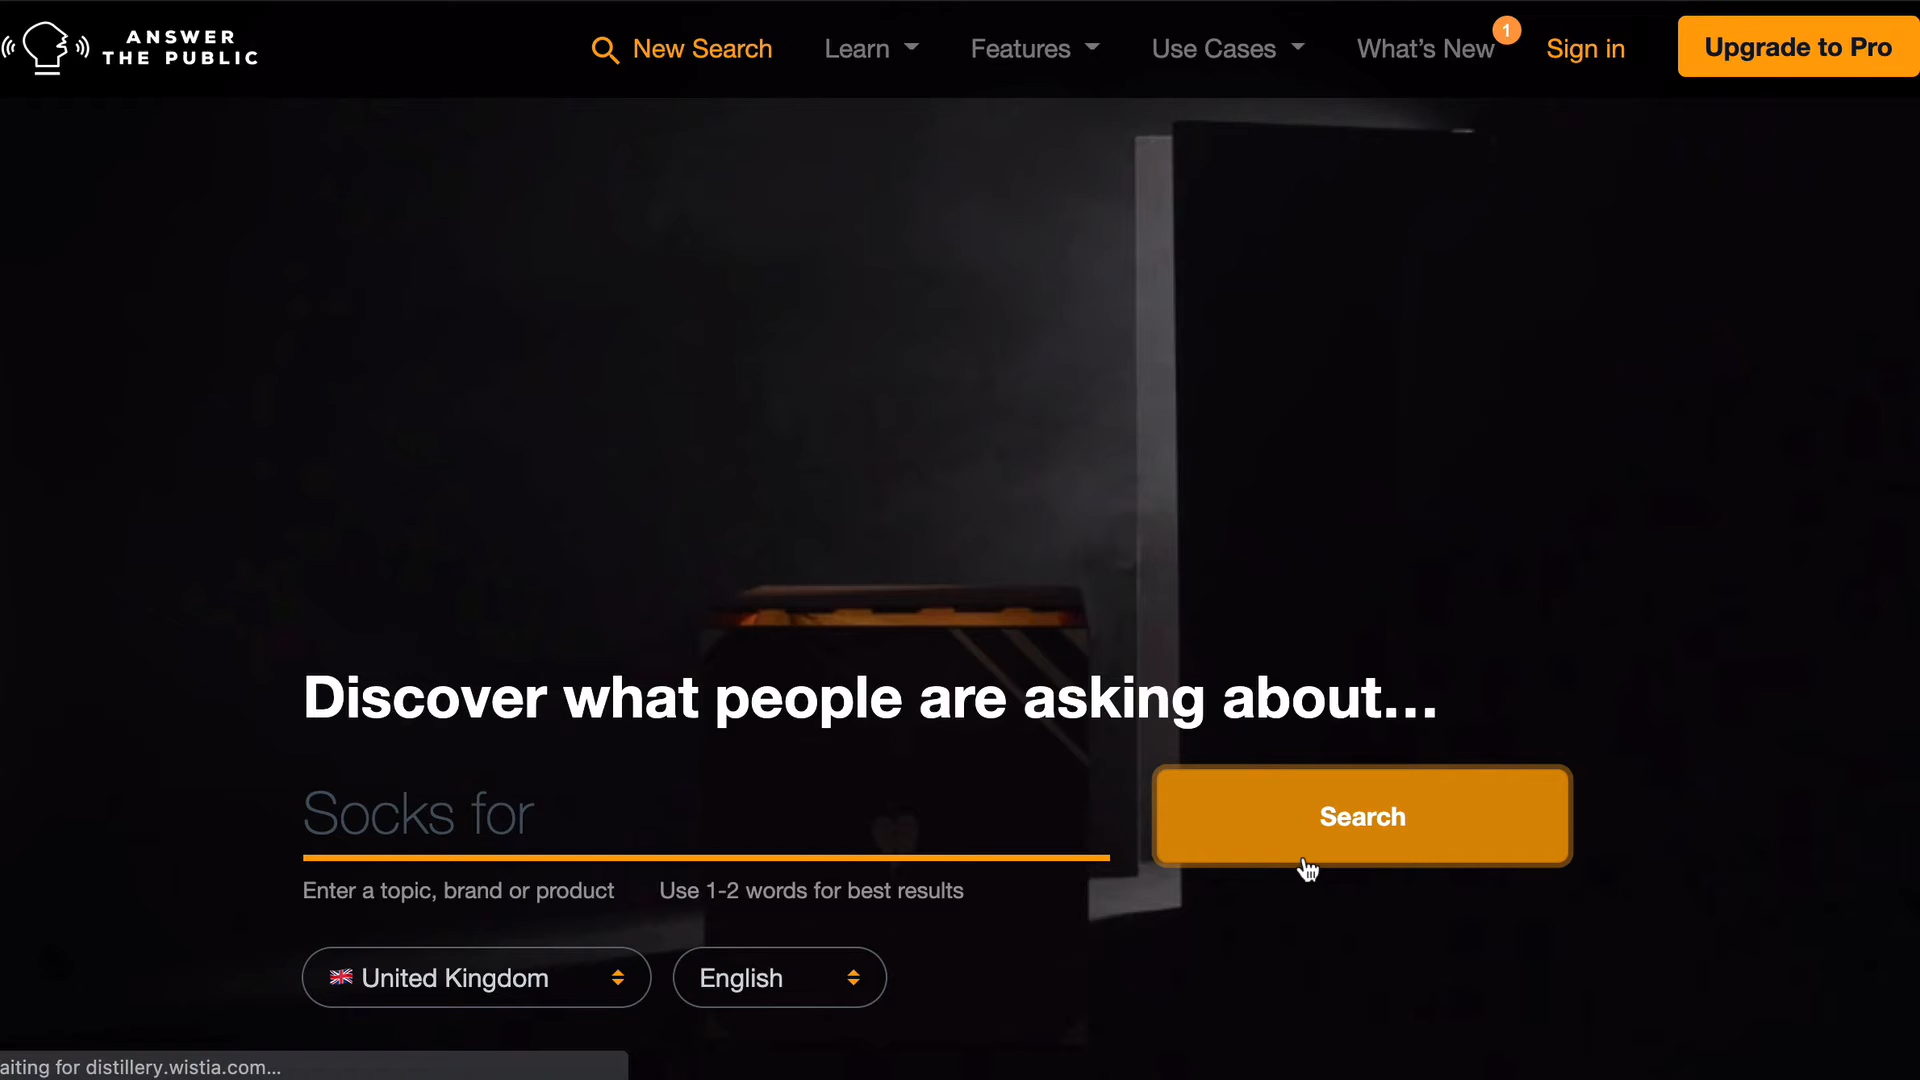 ANSWER
THE PUBLIC
New Search
Learn
Features
Use Cases
What's New
1
Sign in
Upgrade to Pro
Discover what people are asking about...
Socks for
Search
Enter a topic, brand or product
Use 1-2 words for best results
United Kingdom
English
aiting for distillery.wistia.com...